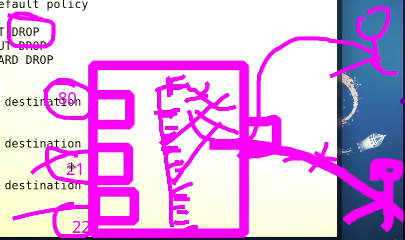 efault policy
T DROP
UT DROP
ARD DROP
80
destination
destination
21
destination
22